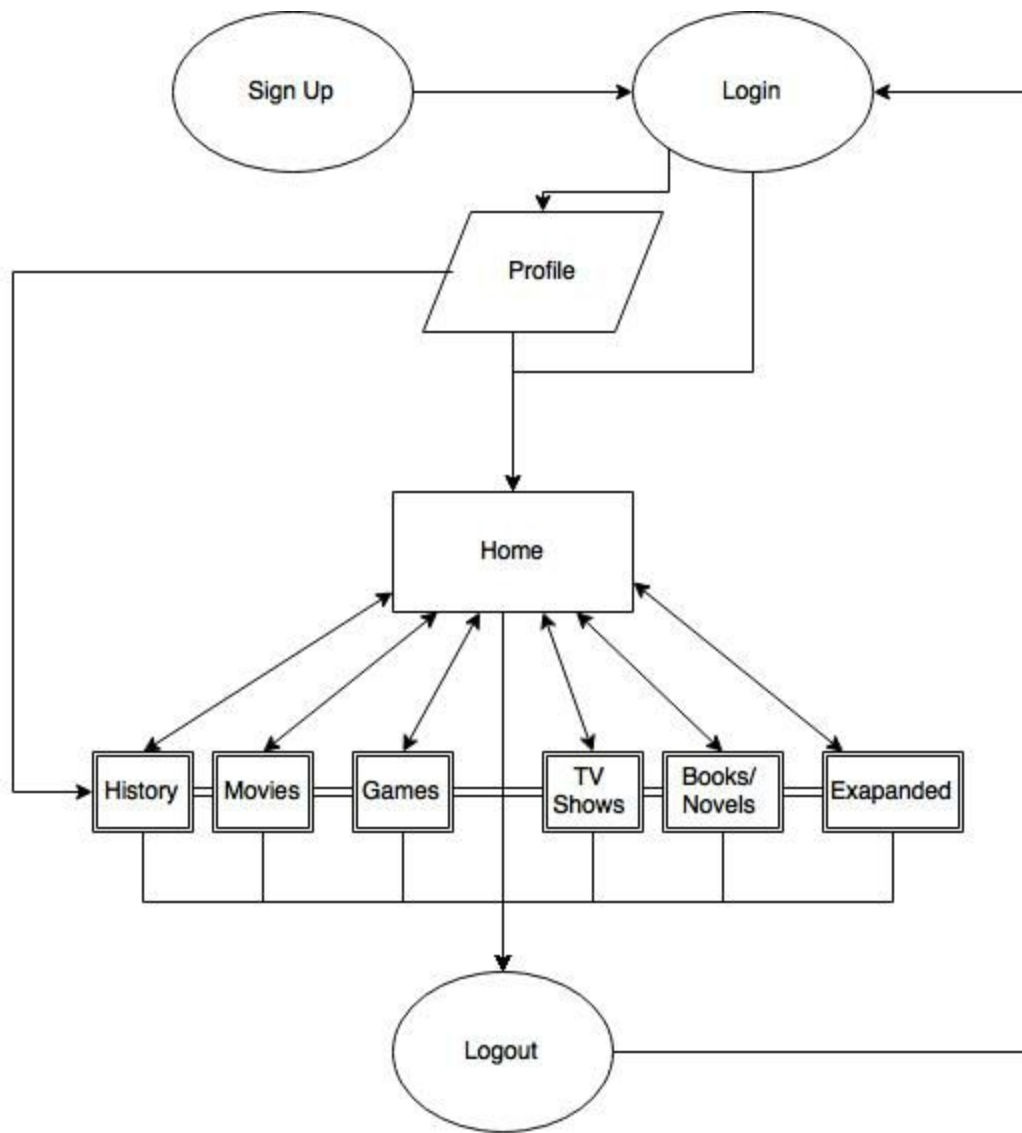 Sign Up
Login
Profile
Home
History
Movies
Games
TV
Shows
Books/
Novels
Exapanded
Logout